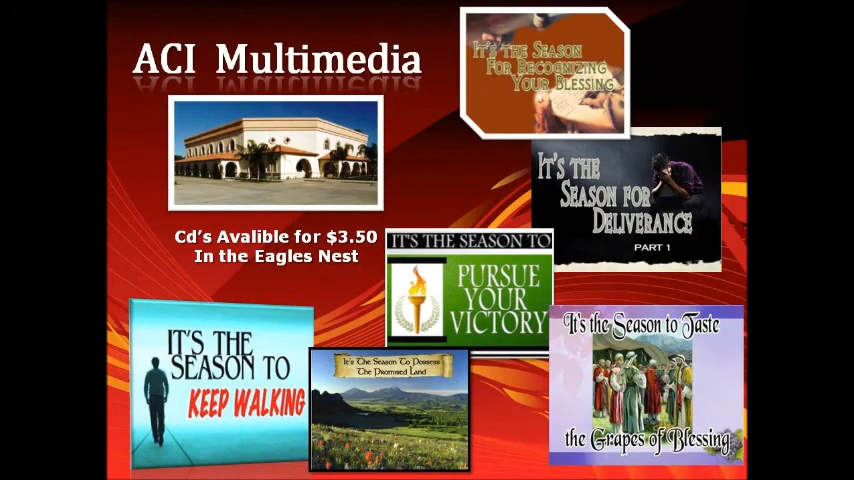 ACI Multimedia
IT'S THE SEASON
FOR RECOGNIZING
YOUR BLESSING
IT'S THE
SEASON FOR
DELIVERANCE
PART 1
Cd's Avalible for $3.50
In the Eagles Nest
IT'S THE SEASON TO
PURSUE
YOUR
VICTORY
IT'S THE
SEASON TO
KEEP WALKING
It's The Season To Possess
The Promised Land
It's the Season to Taste
the Grapes of Blessing